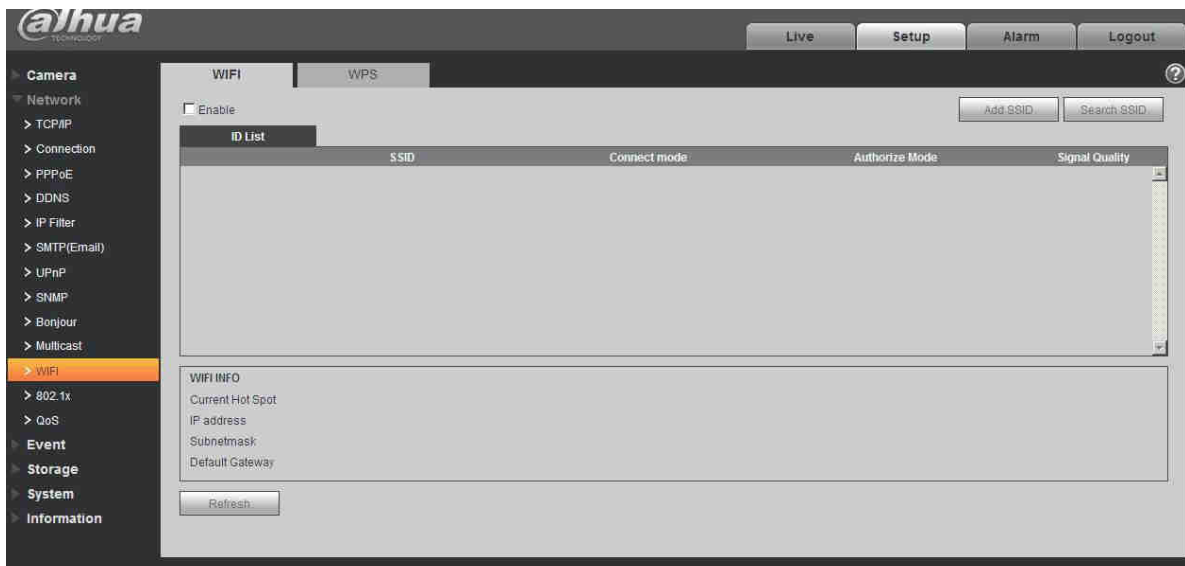 alhua
TECHNOLOGY
Live Setup Alarm Logout
Camera
Network
> TCP/IP
> Connection
> PPPoE
> DDNS
> IP Filter
> SMTP(Email)
> UPnP
> SNMP
> Bonjour
> Multicast
> WIFI
> 802.1x
> QoS
Event
Storage
System
Information
WIFI WPS
?
Enable Add SSID Search SSID
ID List
SSID Connect mode Authorize Mode Signal Quality
WIFI INFO
Current Hot Spot
IP address
Subnetmask
Default Gateway
Refresh